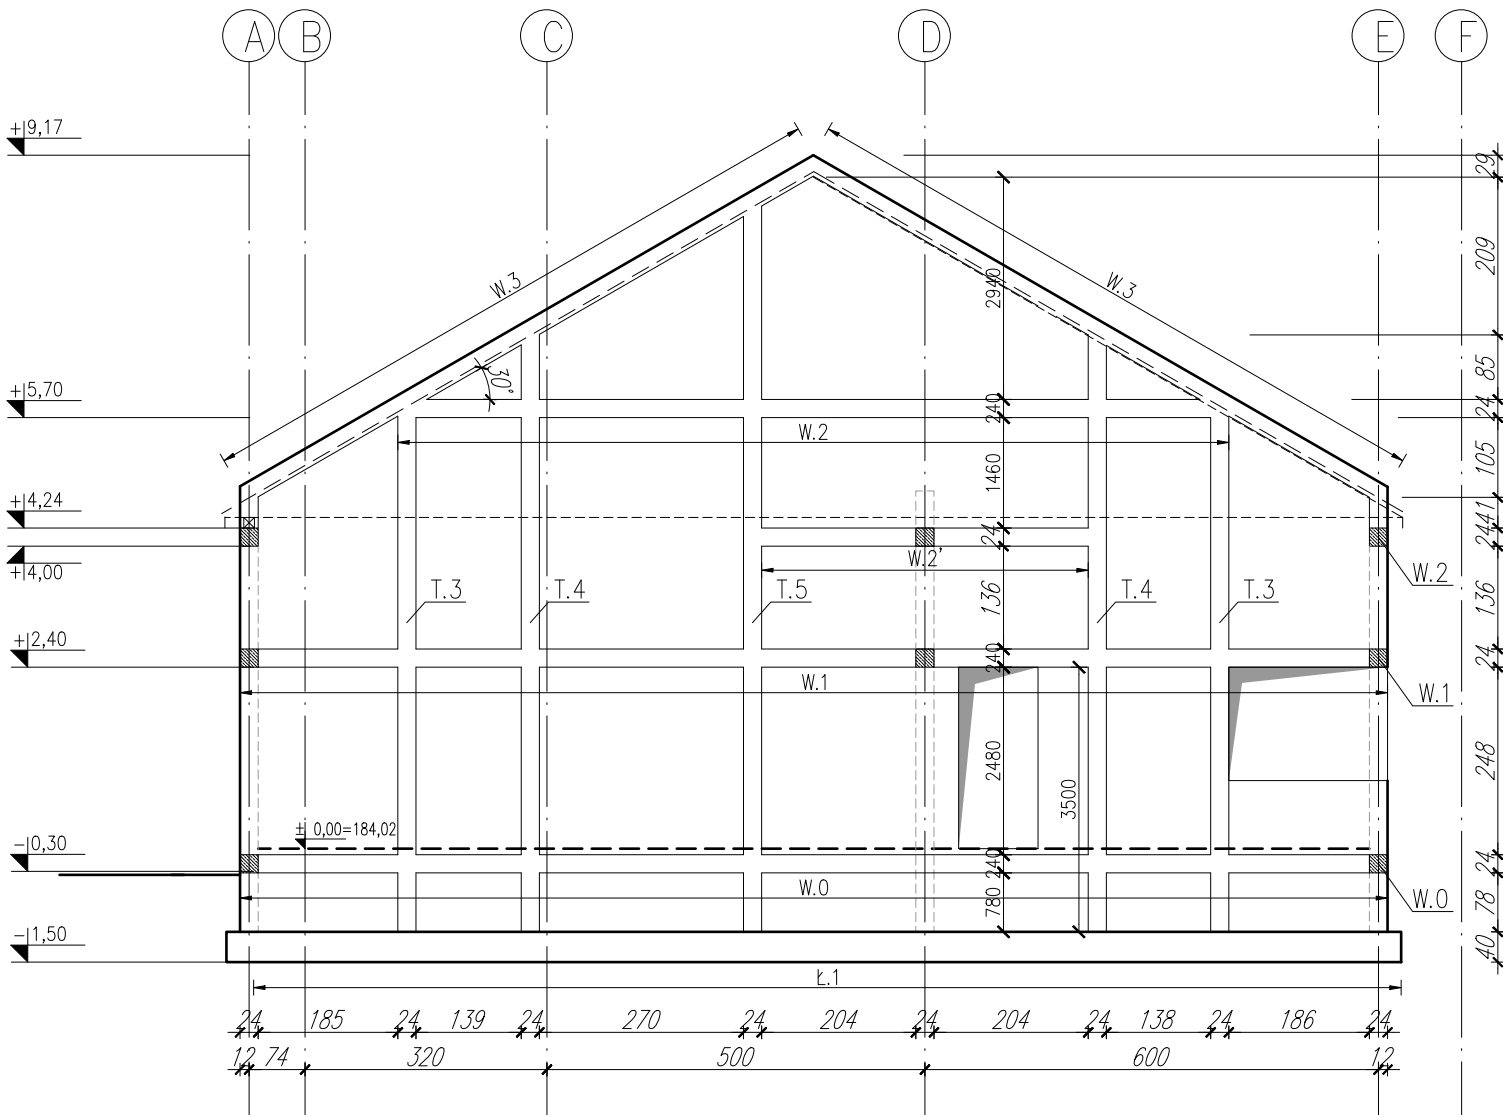 A B C D E F
+9,17
29
209
2940
W.3 W.3
30°
+5,70
85
240 24
W.2
105
1460
+4,24
41
24 24
+4,00
W.2'
W.2
136 136
T.3 T.4 T.5 T.4 T.3
+2,40
240 24
W.1
W.1
2480 248
3500
± 0,00=184,02
-0,30
240 24
W.0
W.0
780 78
-1,50
40
Ł.1
24 185 24 139 24 270 24 204 24 204 24 138 24 186 24
12 74 320 500 600 12